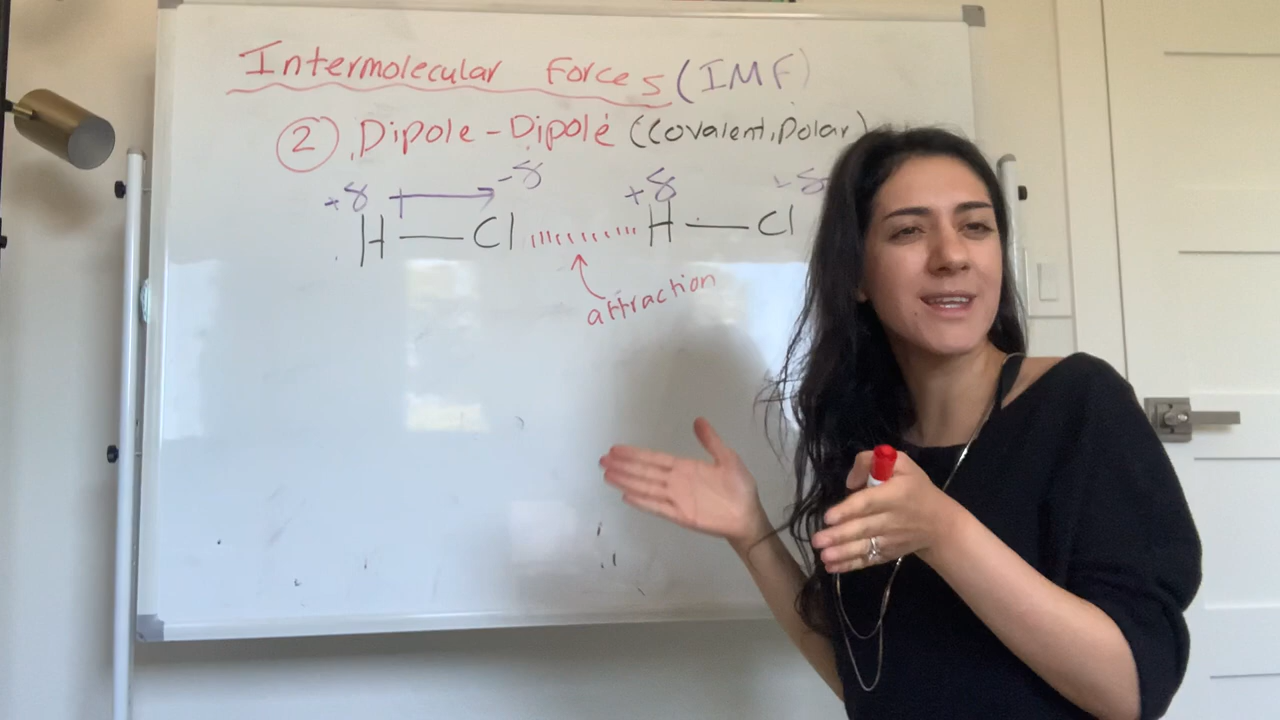 Intermolecular Forces (IMF)
② Dipole-Dipole (Covalent, Polar)
+δ -δ +δ -δ
H — Cl H — Cl
attraction